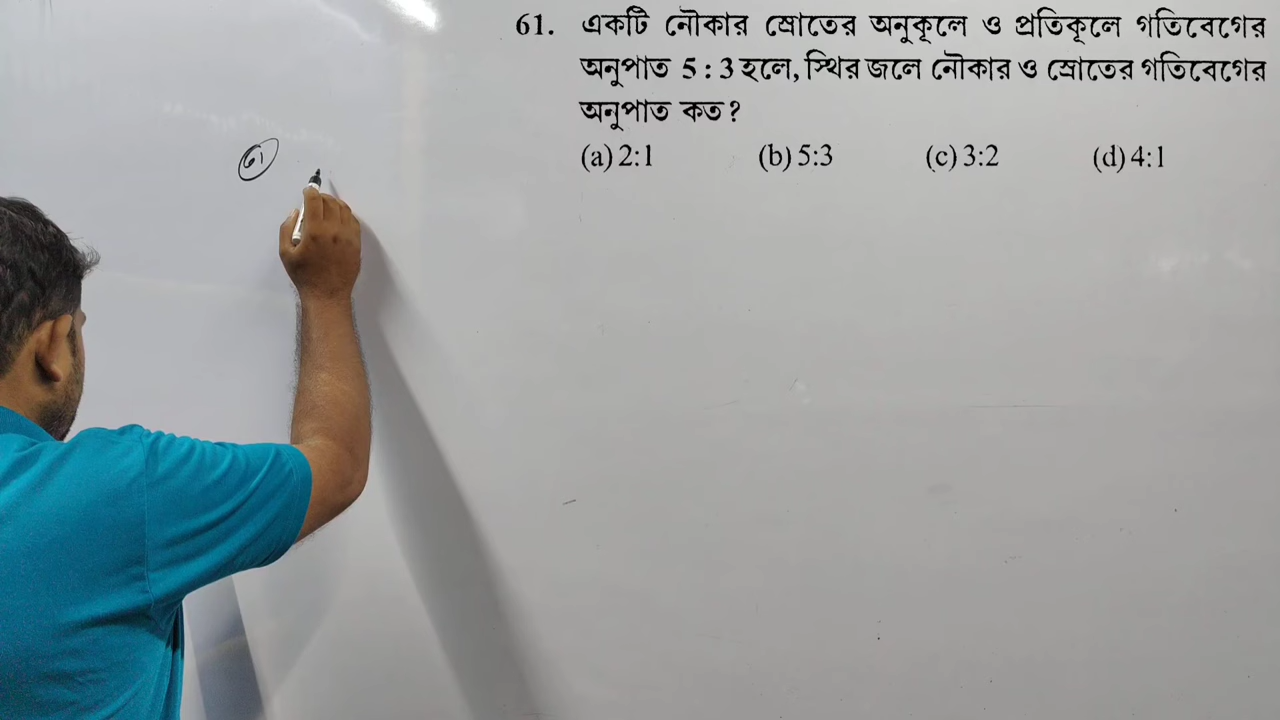 61. একটি নৌকার স্রোতের অনুকূলে ও প্রতিকূলে গতিবেগের
অনুপাত 5 : 3 হলে, স্থির জলে নৌকার ও স্রোতের গতিবেগের
অনুপাত কত?
(a) 2:1 (b) 5:3 (c) 3:2 (d) 4:1
61